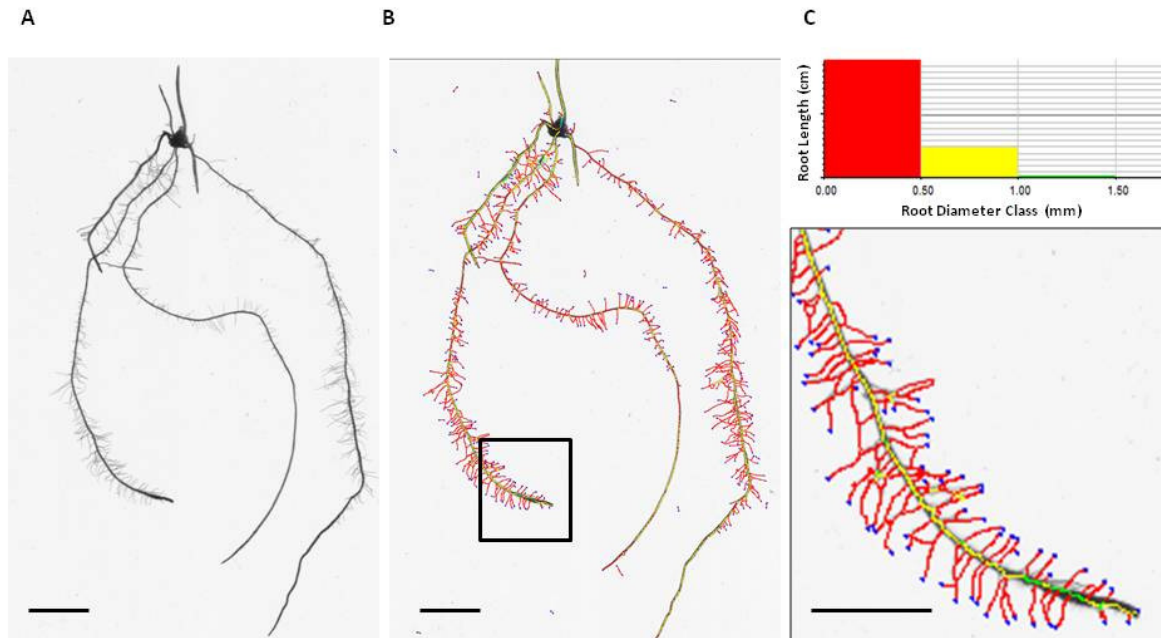 A
B
C
Root Length (cm)
0.00 0.50 1.00 1.50
Root Diameter Class (mm)